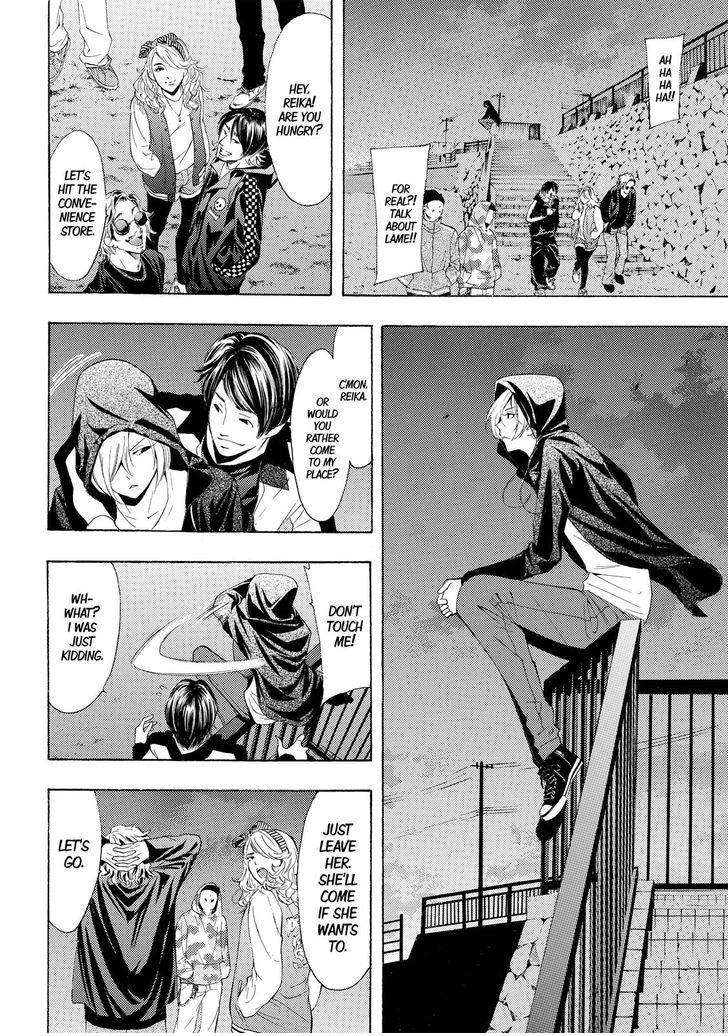 AH
HA
HA
HA!!
FOR
REAL?!
TALK
ABOUT
LAME!!
HEY,
REIKA!
ARE YOU
HUNGRY?
LET'S
HIT THE
CONVE-
NIENCE
STORE.
C'MON,
REIKA.
OR
WOULD
YOU
RATHER
COME
TO MY
PLACE?
DON'T
TOUCH
ME!
WH-
WHAT?
I WAS
JUST
KIDDING.
JUST
LEAVE
HER.
SHE'LL
COME
IF SHE
WANTS
TO.
LET'S
GO.